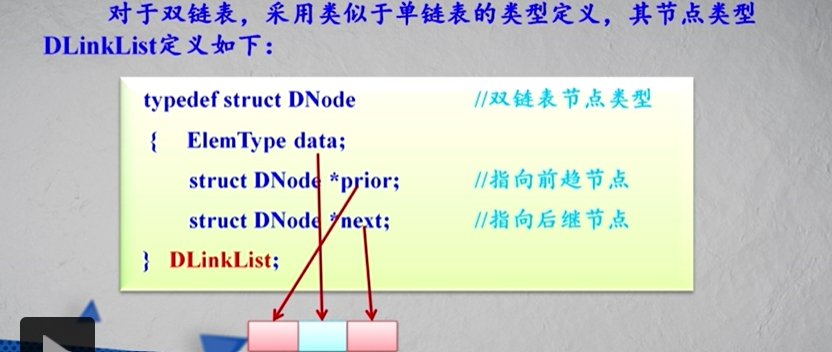 对于双链表，采用类似于单链表的类型定义，其节点类型
DLinkList定义如下：
typedef struct DNode //双链表节点类型
{ ElemType data;
struct DNode *prior; //指向前趋节点
struct DNode *next; //指向后继节点
} DLinkList;